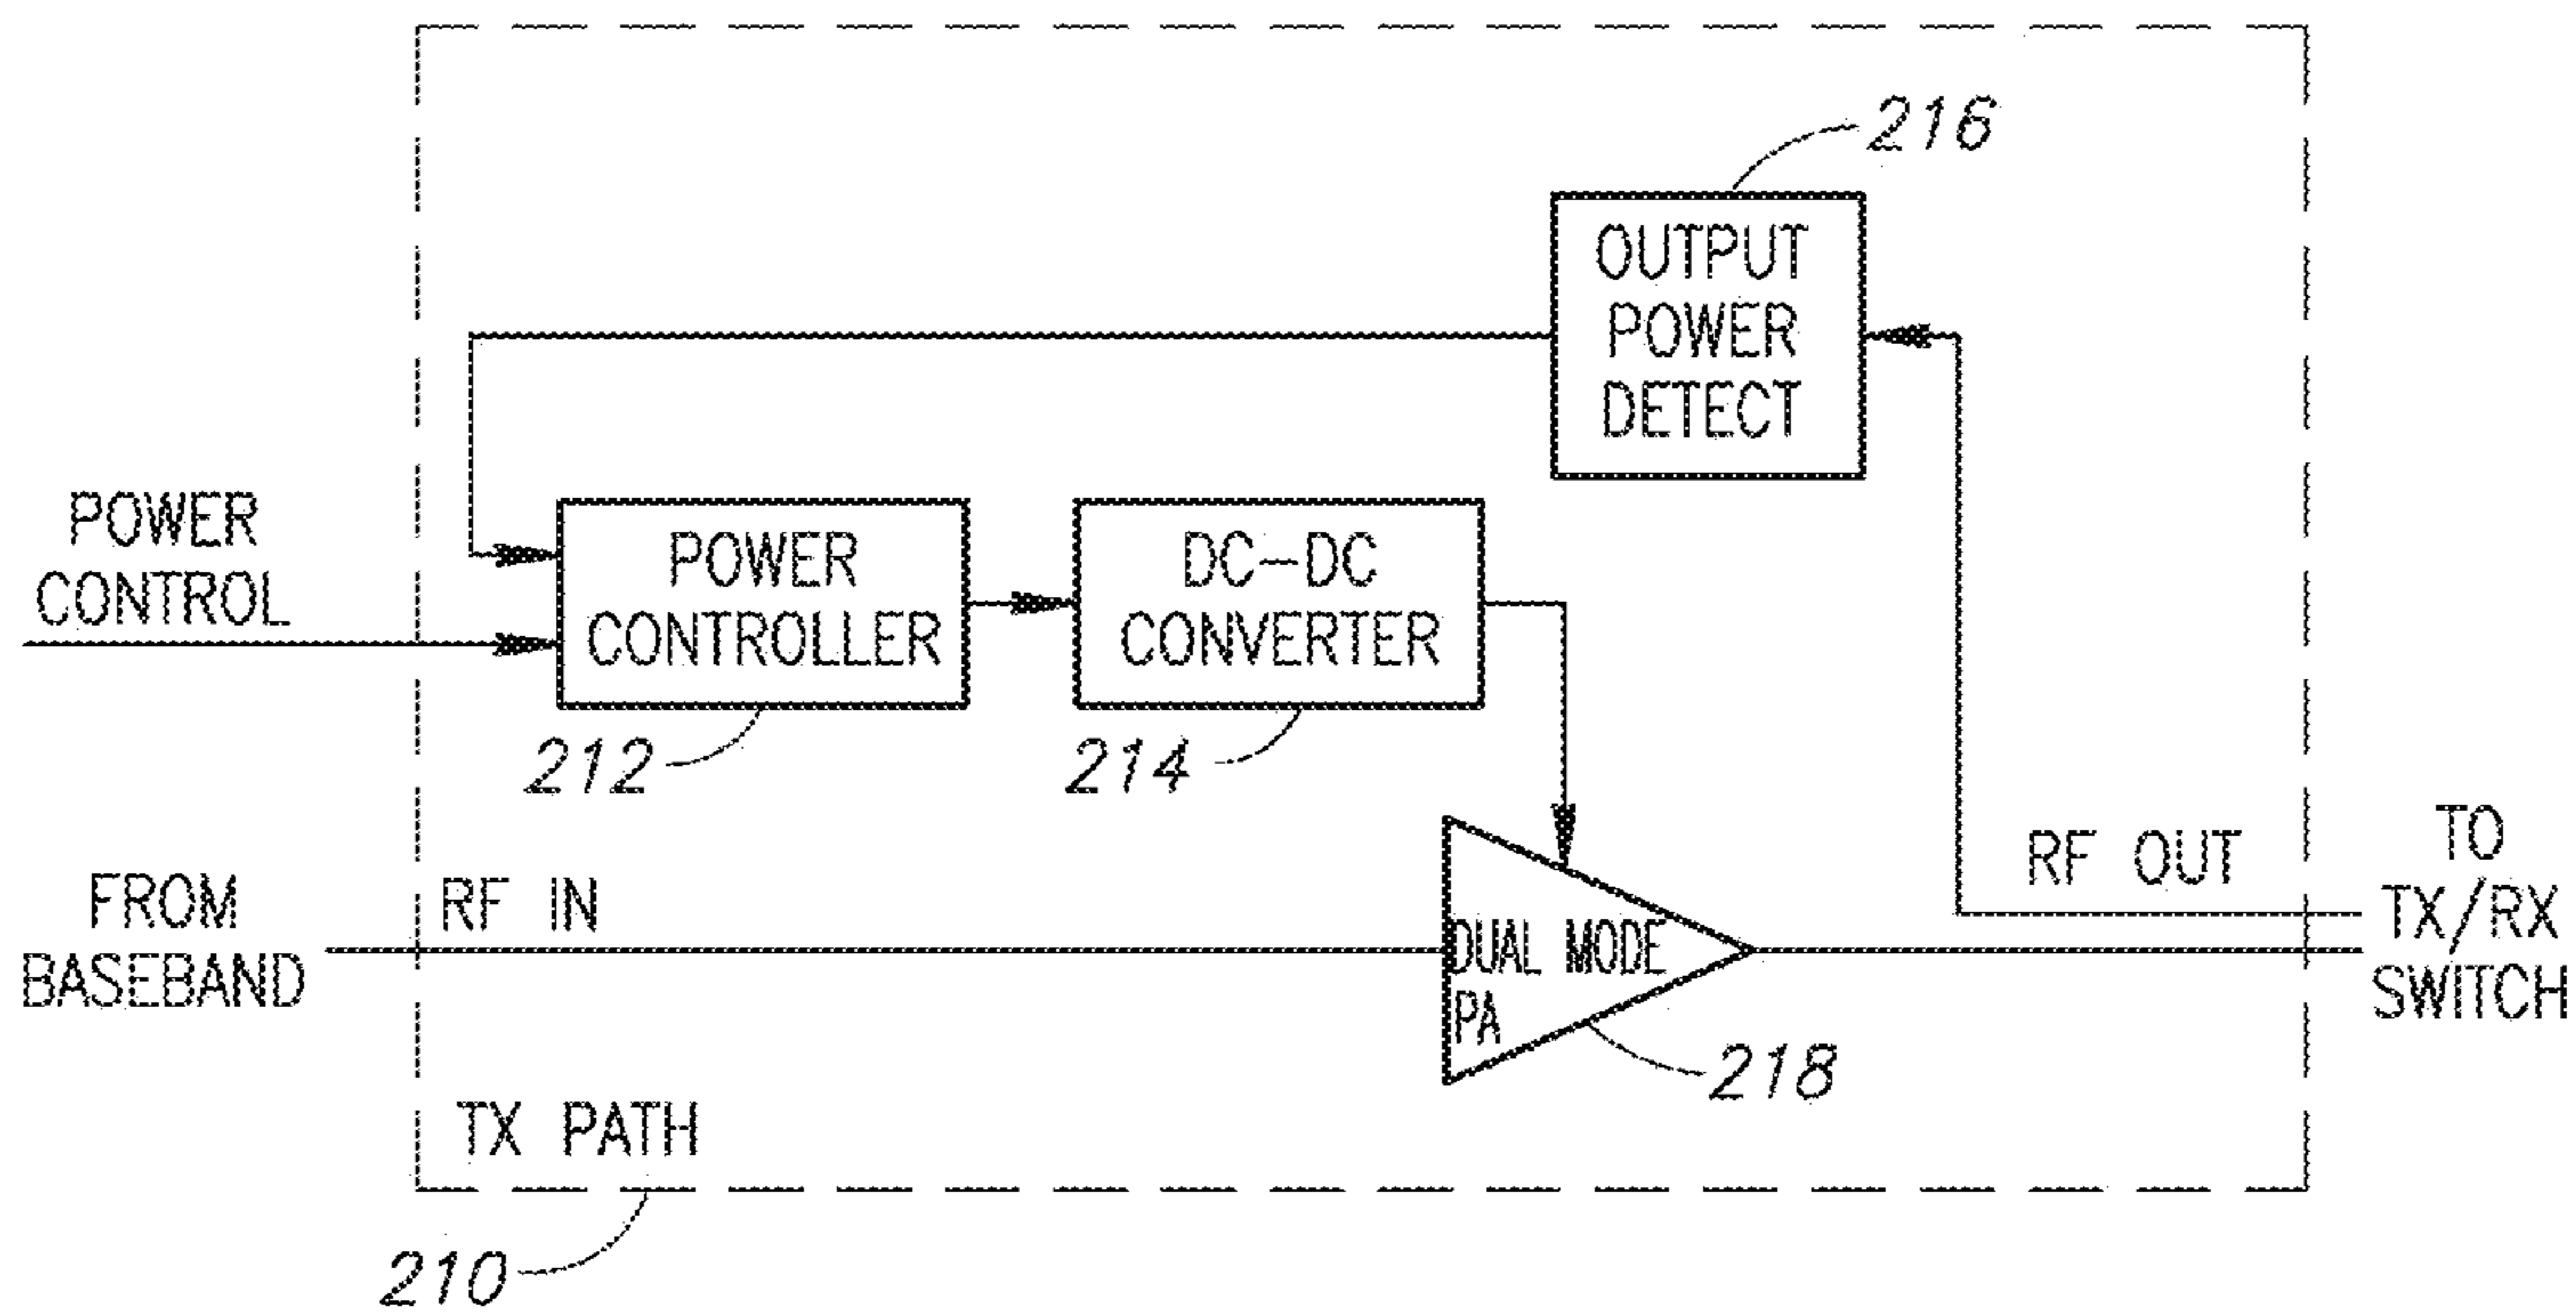 216
OUTPUT
POWER
DETECT
POWER
CONTROL
POWER
CONTROLLER
DC-DC
CONVERTER
212
214
FROM
BASEBAND
RF IN
DUAL MODE
PA
218
RF OUT
TO
TX/RX
SWITCH
TX PATH
210